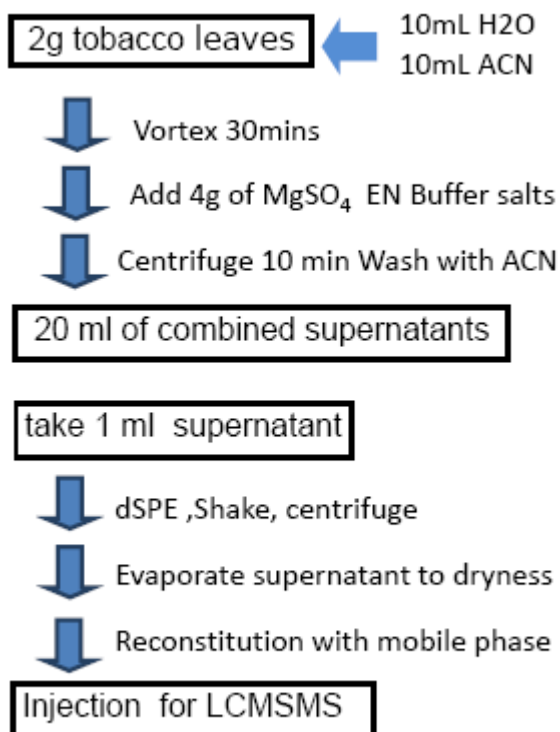 2g tobacco leaves
10mL H2O
10mL ACN
Vortex 30mins
Add 4g of MgSO₄ EN Buffer salts
Centrifuge 10 min Wash with ACN
20 ml of combined supernatants
take 1 ml supernatant
dSPE ,Shake, centrifuge
Evaporate supernatant to dryness
Reconstitution with mobile phase
Injection for LCMSMS